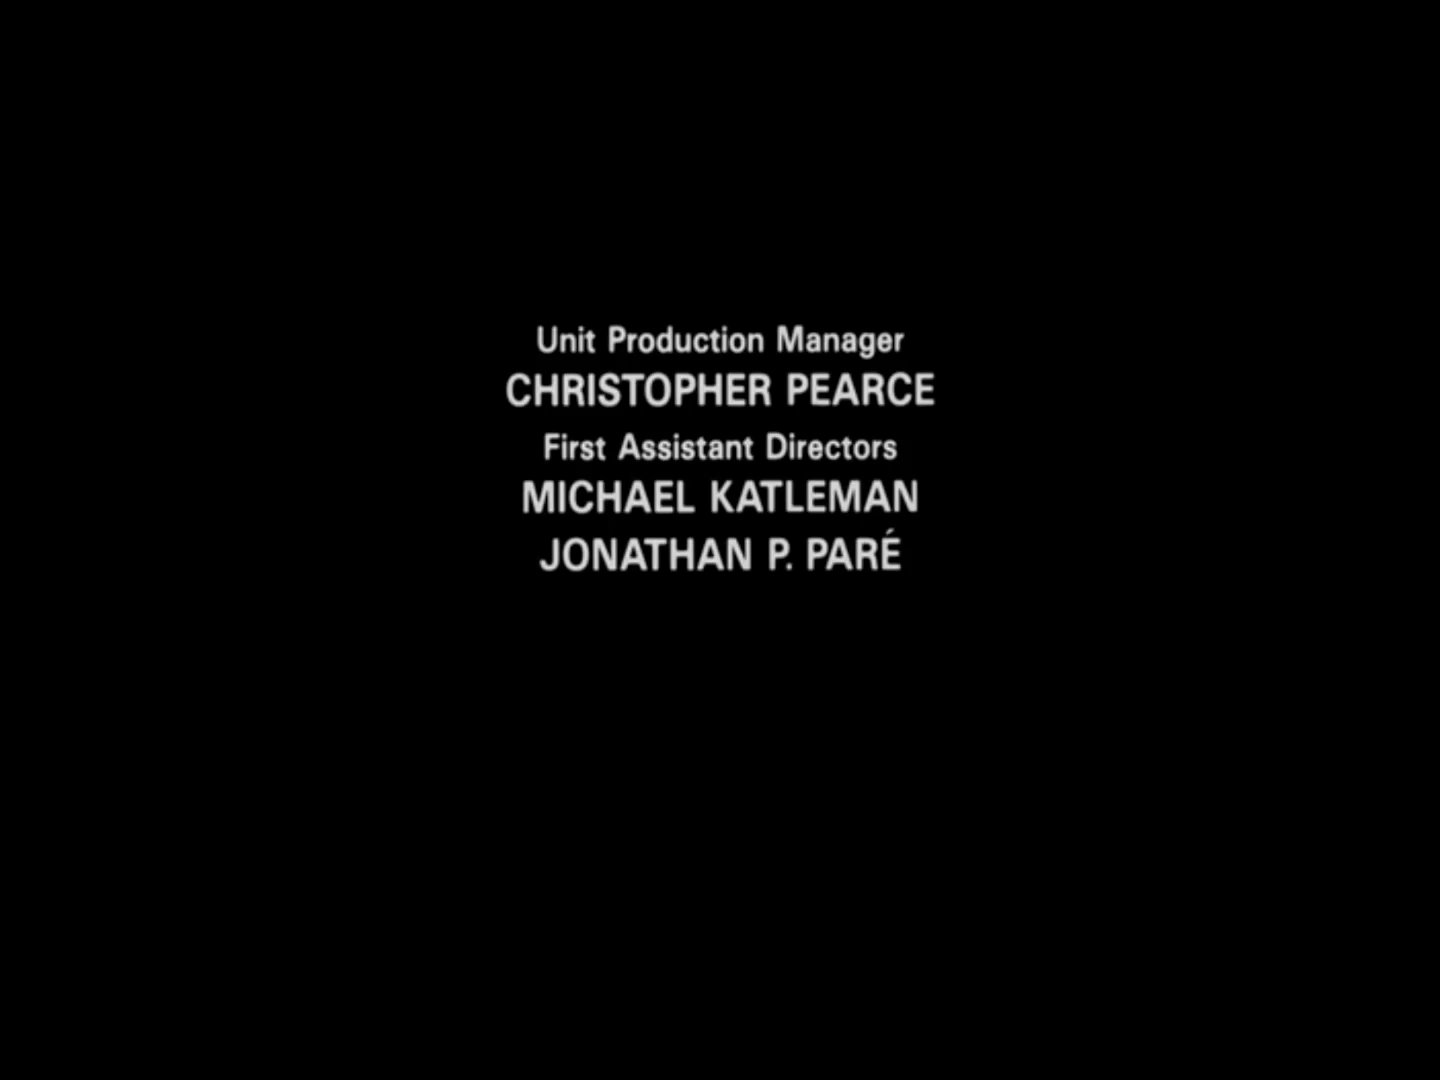 Unit Production Manager
CHRISTOPHER PEARCE
First Assistant Directors
MICHAEL KATLEMAN
JONATHAN P. PARÉ